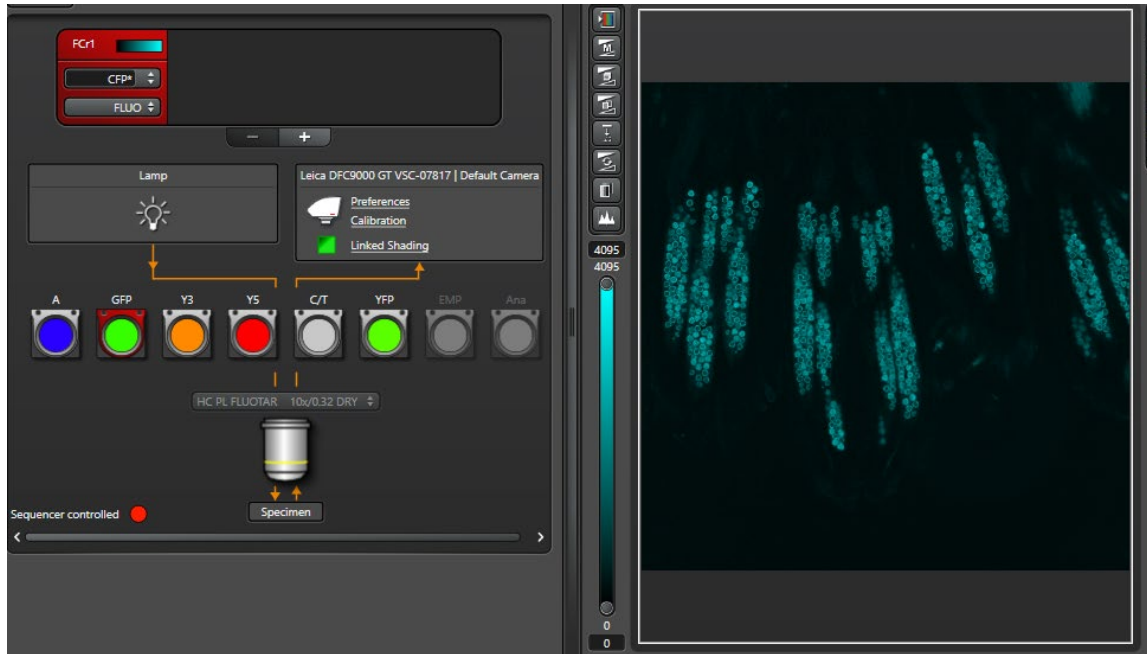 FCr1
CFP*
FLUO
Lamp
Leica DFC9000 GT VSC-07817 | Default Camera
Preferences
Calibration
Linked Shading
A GFP Y3 Y5 C/T YFP EMP Ana
HC PL FLUOTAR 10x/0.32 DRY
Specimen
Sequencer controlled
4095
4095
0
0